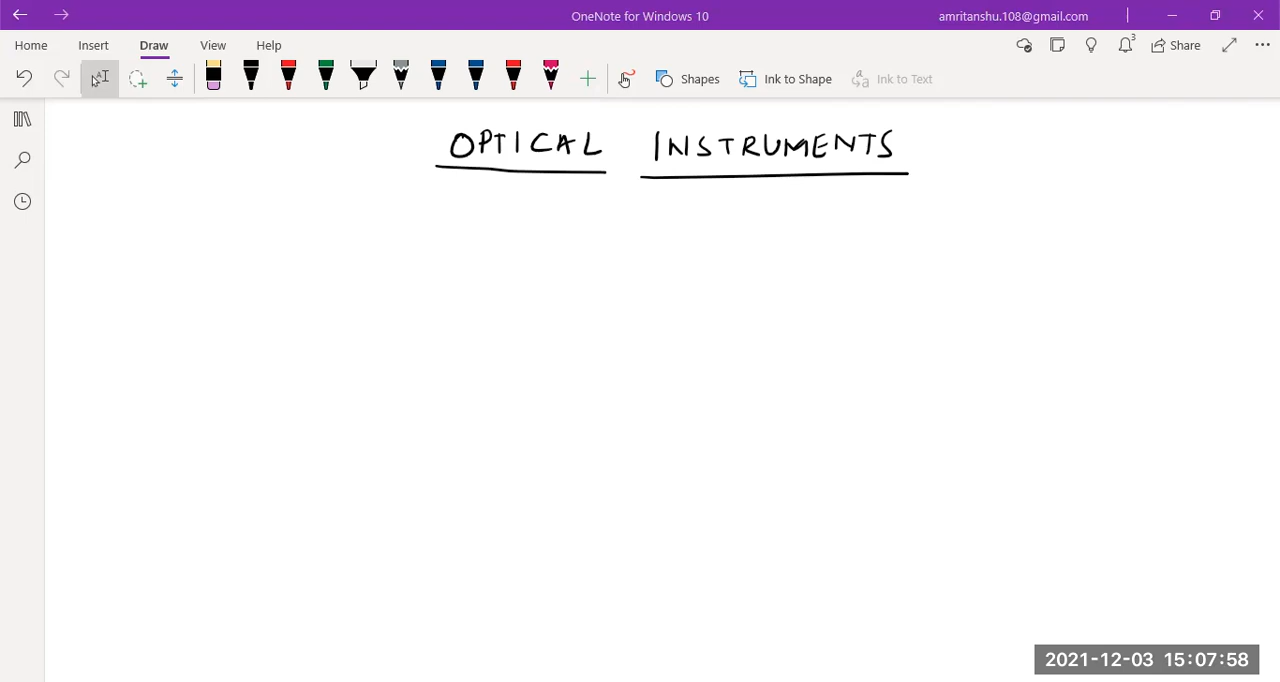 OneNote for Windows 10
amritanshu.108@gmail.com
Home Insert Draw View Help
3
Share
Shapes
Ink to Shape
Ink to Text
OPTICAL INSTRUMENTS
2021-12-03 15:07:58